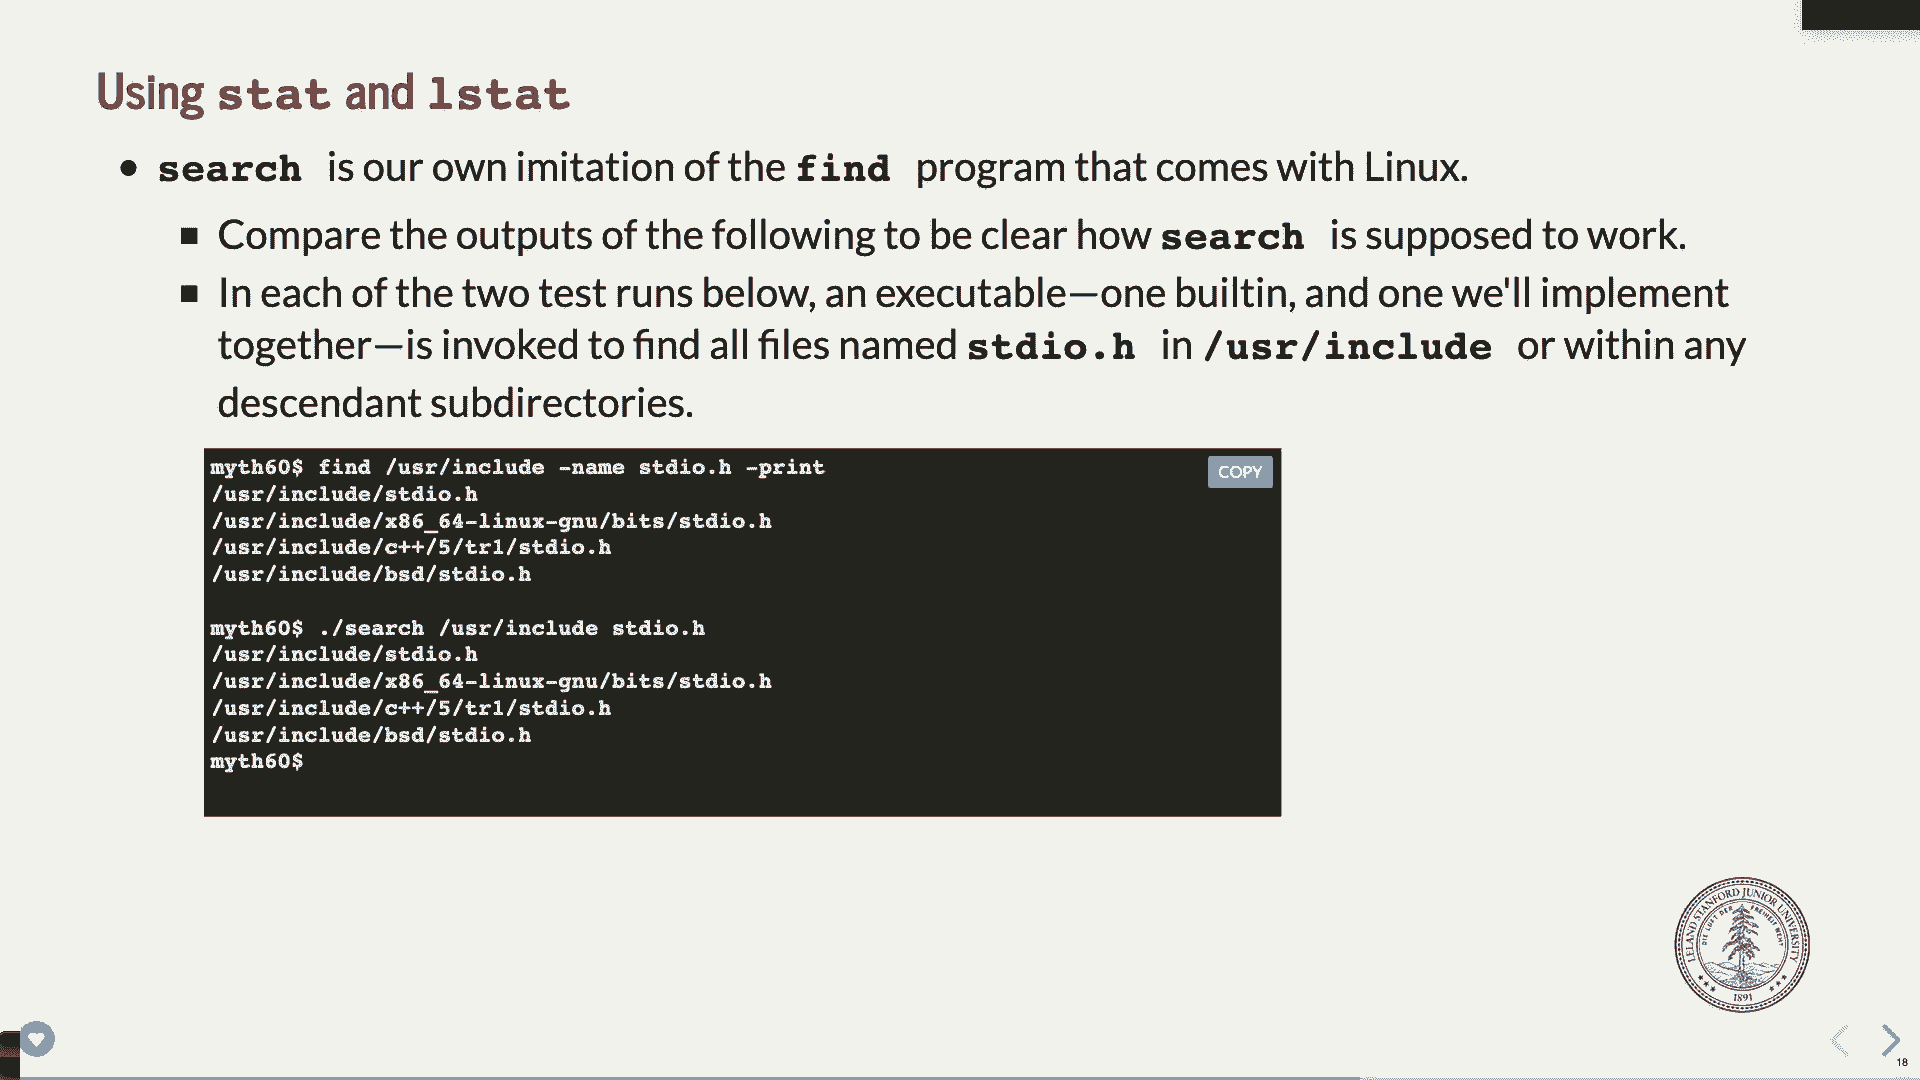 Using stat and lstat
search is our own imitation of the find program that comes with Linux.
Compare the outputs of the following to be clear how search is supposed to work.
In each of the two test runs below, an executable—one builtin, and one we'll implement
together—is invoked to find all files named stdio.h in /usr/include or within any
descendant subdirectories.
myth60$ find /usr/include -name stdio.h -print
COPY
/usr/include/stdio.h
/usr/include/x86_64-linux-gnu/bits/stdio.h
/usr/include/c++/5/tr1/stdio.h
/usr/include/bsd/stdio.h
myth60$ ./search /usr/include stdio.h
/usr/include/stdio.h
/usr/include/x86_64-linux-gnu/bits/stdio.h
/usr/include/c++/5/tr1/stdio.h
/usr/include/bsd/stdio.h
myth60$
LELAND STANFORD JUNIOR UNIVERSITY
DIE LUFT DER FREIHEIT WEHT
1891
18